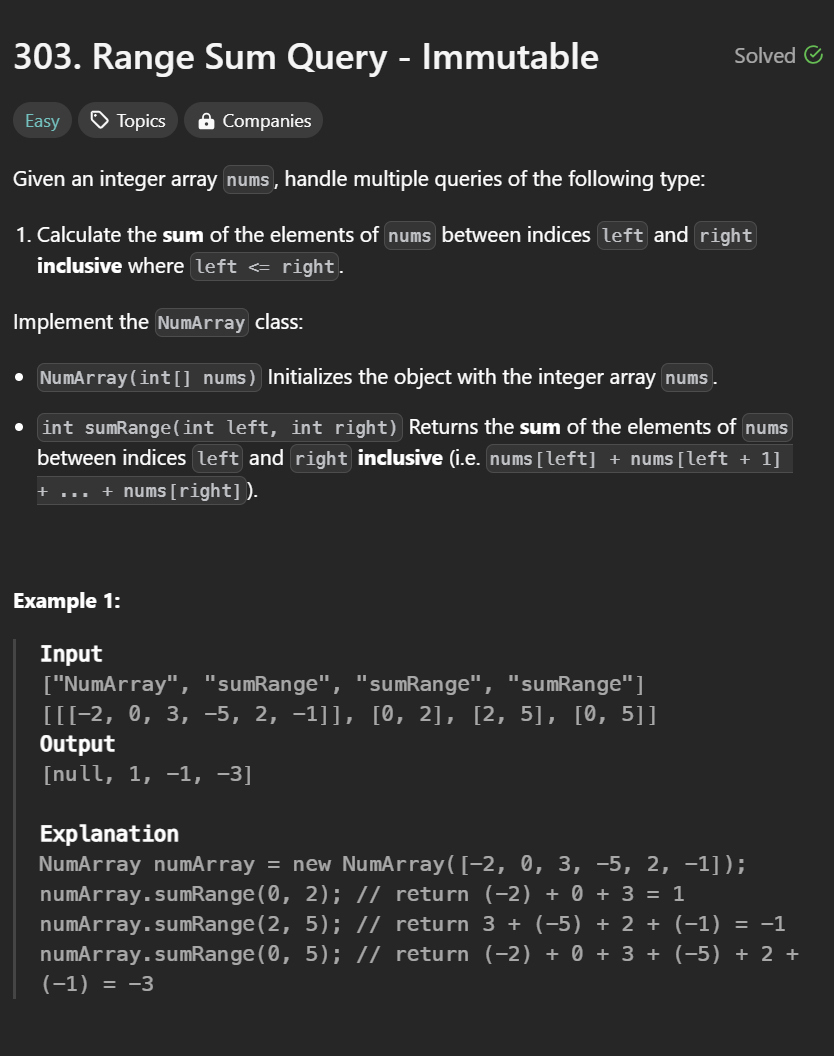 303. Range Sum Query - Immutable
Solved
Easy
Topics
Companies
Given an integer array nums, handle multiple queries of the following type:
1. Calculate the sum of the elements of nums between indices left and right
inclusive where left <= right.
Implement the NumArray class:
• NumArray(int[] nums) Initializes the object with the integer array nums.
• int sumRange(int left, int right) Returns the sum of the elements of nums
between indices left and right inclusive (i.e. nums[left] + nums[left + 1]
+ ... + nums[right]).
Example 1:
Input
["NumArray", "sumRange", "sumRange", "sumRange"]
[[[-2, 0, 3, -5, 2, -1]], [0, 2], [2, 5], [0, 5]]
Output
[null, 1, -1, -3]
Explanation
NumArray numArray = new NumArray([-2, 0, 3, -5, 2, -1]);
numArray.sumRange(0, 2); // return (-2) + 0 + 3 = 1
numArray.sumRange(2, 5); // return 3 + (-5) + 2 + (-1) = -1
numArray.sumRange(0, 5); // return (-2) + 0 + 3 + (-5) + 2 +
(-1) = -3